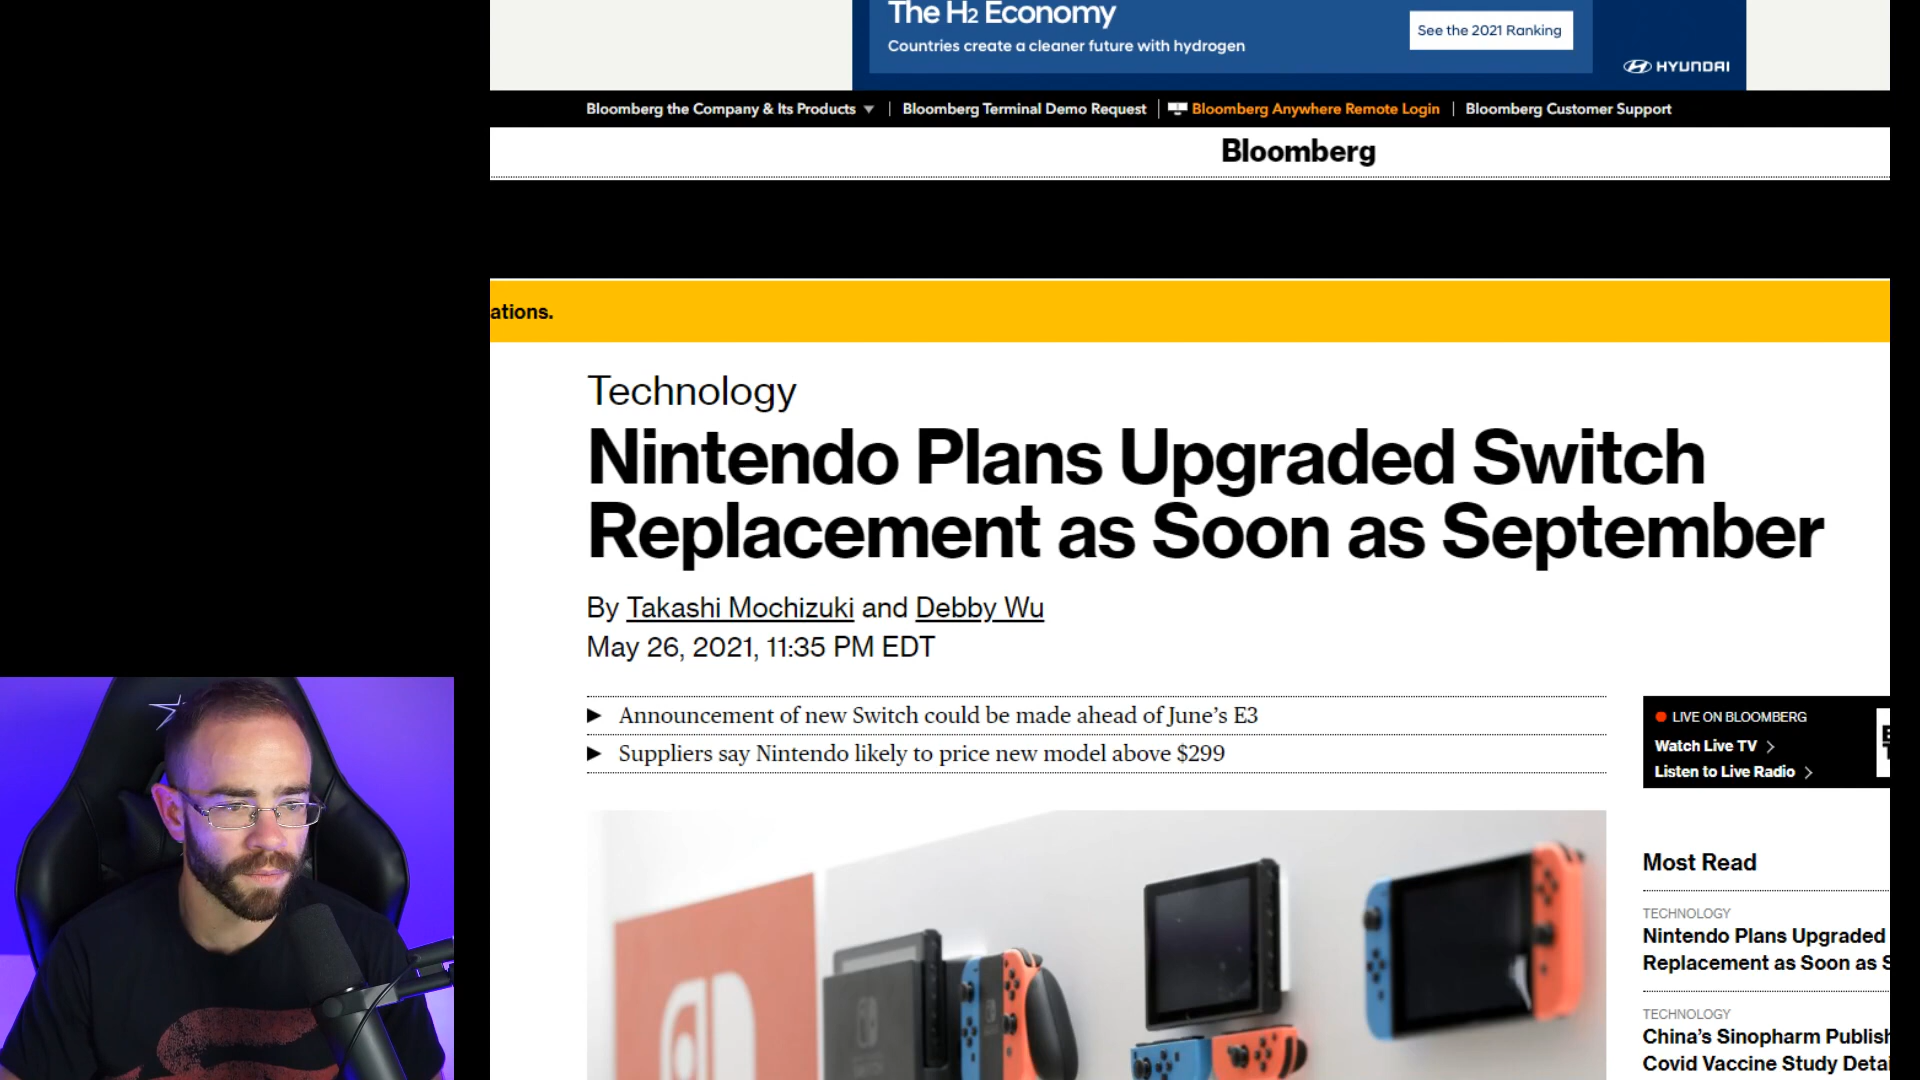 The H2 Economy
Countries create a cleaner future with hydrogen
See the 2021 Ranking
HYUNDAI
Bloomberg the Company & Its Products
Bloomberg Terminal Demo Request
Bloomberg Anywhere Remote Login
Bloomberg Customer Support
Bloomberg
ations.
Technology
Nintendo Plans Upgraded Switch
Replacement as Soon as September
By Takashi Mochizuki and Debby Wu
May 26, 2021, 11:35 PM EDT
Announcement of new Switch could be made ahead of June's E3
Suppliers say Nintendo likely to price new model above $299
LIVE ON BLOOMBERG
Watch Live TV
Listen to Live Radio
Most Read
TECHNOLOGY
Nintendo Plans Upgraded
Replacement as Soon as S
TECHNOLOGY
China's Sinopharm Publish
Covid Vaccine Study Detai